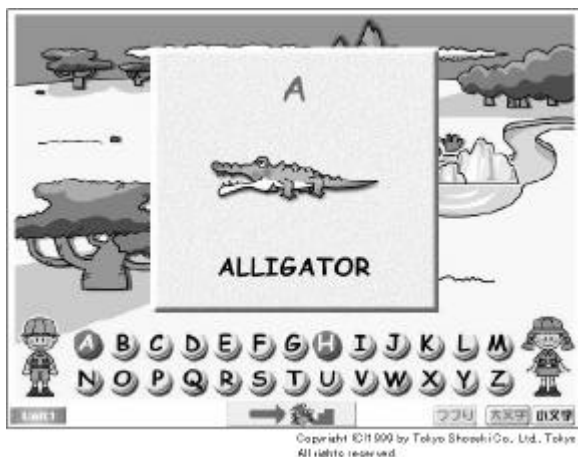 A
ALLIGATOR
A B C D E F G H I J K L M
N O P Q R S T U V W X Y Z
Unit1 つづり 大文字 小文字
Copyright (C)1999 by Tokyo Shoseki Co., Ltd., Tokyo
All rights reserved.